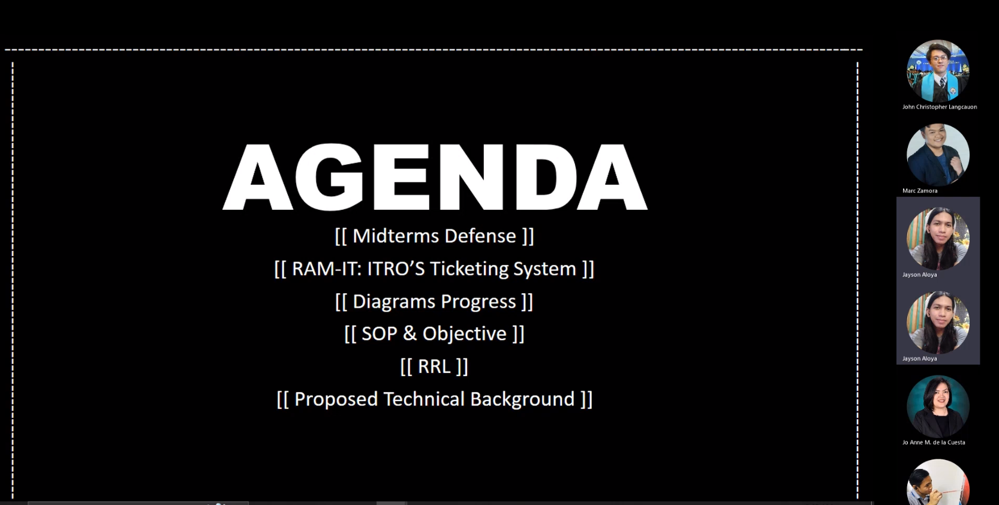 AGENDA
[[ Midterms Defense ]]
[[ RAM-IT: ITRO’S Ticketing System ]]
[[ Diagrams Progress ]]
[[ SOP & Objective ]]
[[ RRL ]]
[[ Proposed Technical Background ]]
John Christopher Langcauon
Marc Zamora
Jayson Aloya
Jayson Aloya
Jo Anne M. de la Cuesta